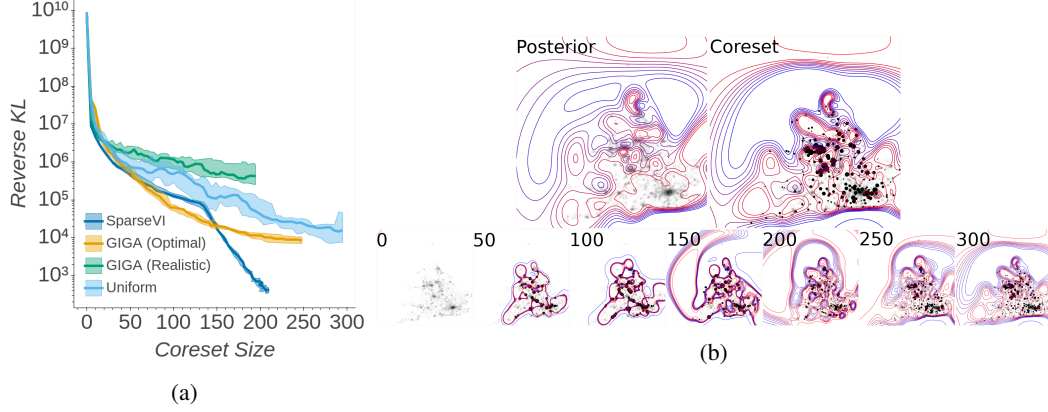 10^10
10^9
10^8
10^7
10^6
10^5
10^4
10^3
Reverse KL
SparseVI
GIGA (Optimal)
GIGA (Realistic)
Uniform
0 50 100 150 200 250 300
Coreset Size
(a)
Posterior Coreset
0 50 100 150 200 250 300
(b)